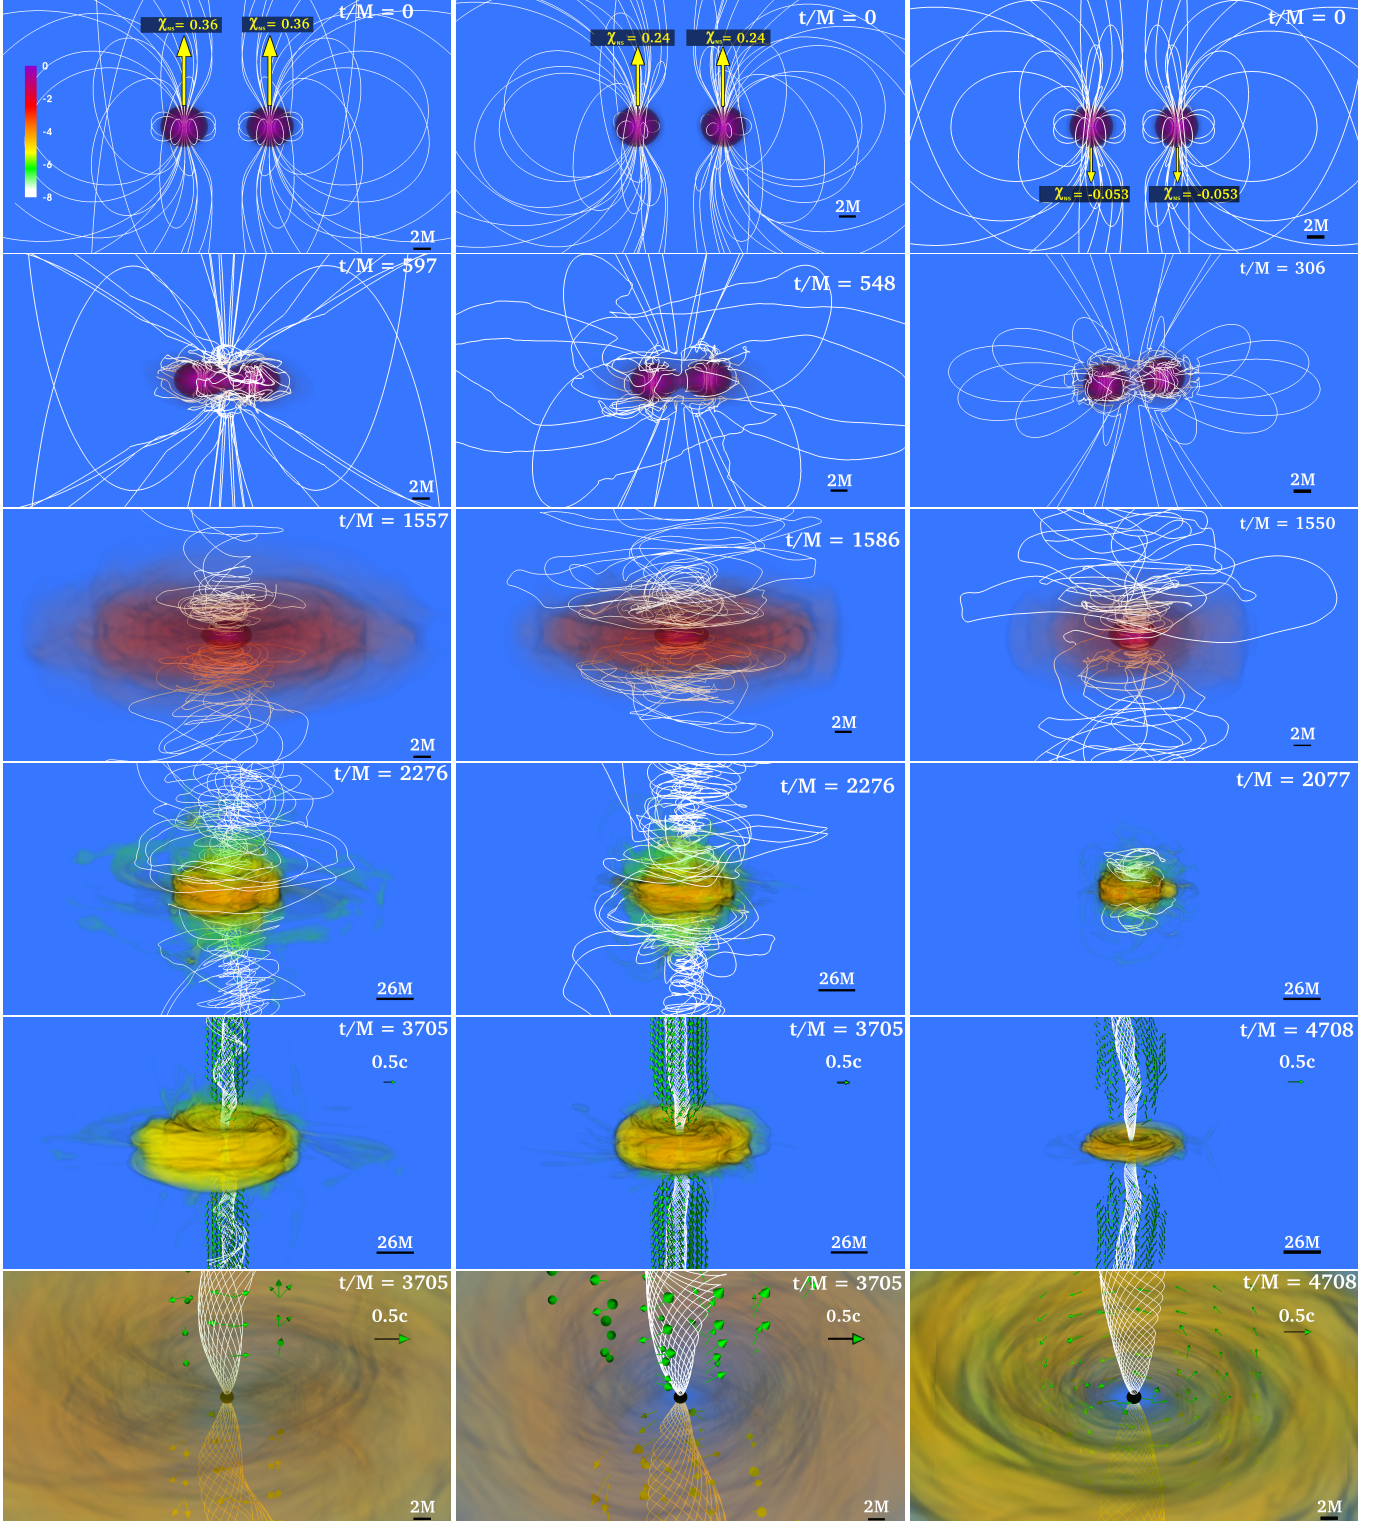 t/M = 0
χNS = 0.36
χNS = 0.36
0
-2
-4
-6
-8
2M
t/M = 0
χNS = 0.24
χNS = 0.24
2M
t/M = 0
χNS = -0.053
χNS = -0.053
2M
t/M = 597
2M
t/M = 548
2M
t/M = 306
2M
t/M = 1557
2M
t/M = 1586
2M
t/M = 1550
2M
t/M = 2276
26M
t/M = 2276
26M
t/M = 2077
26M
t/M = 3705
0.5c
26M
t/M = 3705
0.5c
26M
t/M = 4708
0.5c
26M
t/M = 3705
0.5c
2M
t/M = 3705
0.5c
2M
t/M = 4708
0.5c
2M